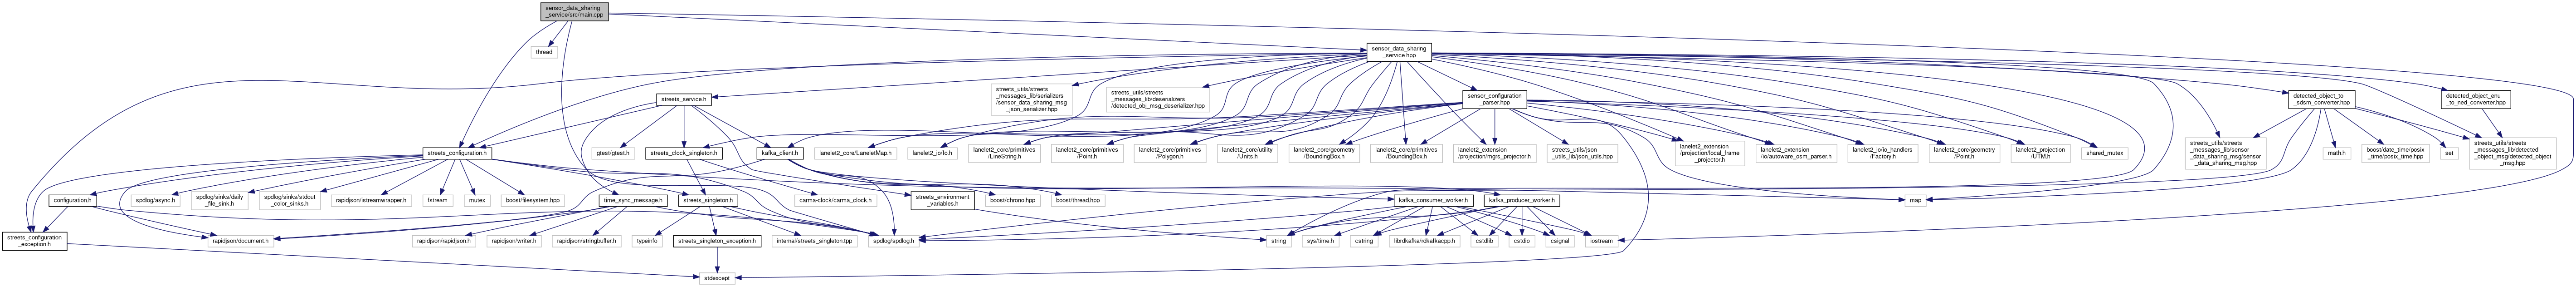 sensor_data_sharing
_service/src/main.cpp
thread
sensor_data_sharing
_service.hpp
streets_service.h
streets_utils/streets
_messages_lib/serializers
/sensor_data_sharing_msg
_json_serializer.hpp
streets_utils/streets
_messages_lib/deserializers
/detected_obj_msg_deserializer.hpp
sensor_configuration
_parser.hpp
detected_object_to
_sdsm_converter.hpp
detected_object_enu
_to_ned_converter.hpp
streets_configuration.h
gtest/gtest.h
streets_clock_singleton.h
kafka_client.h
lanelet2_core/LaneletMap.h
lanelet2_io/Io.h
lanelet2_core/primitives
/LineString.h
lanelet2_core/primitives
/Point.h
lanelet2_core/primitives
/Polygon.h
lanelet2_core/utility
/Units.h
lanelet2_core/geometry
/BoundingBox.h
lanelet2_core/primitives
/BoundingBox.h
lanelet2_extension
/projection/mgrs_projector.h
streets_utils/json
_utils_lib/json_utils.hpp
lanelet2_extension
/projection/local_frame
_projector.h
lanelet2_extension
/io/autoware_osm_parser.h
lanelet2_io/io_handlers
/Factory.h
lanelet2_core/geometry
/Point.h
lanelet2_projection
/UTM.h
shared_mutex
streets_utils/streets
_messages_lib/sensor
_data_sharing_msg/sensor
_data_sharing_msg.hpp
math.h
boost/date_time/posix
_time/posix_time.hpp
set
streets_utils/streets
_messages_lib/detected
_object_msg/detected_object
_msg.hpp
configuration.h
spdlog/async.h
spdlog/sinks/daily
_file_sink.h
spdlog/sinks/stdout
_color_sinks.h
rapidjson/istreamwrapper.h
fstream
mutex
boost/filesystem.hpp
time_sync_message.h
streets_singleton.h
carma-clock/carma_clock.h
streets_environment
_variables.h
boost/chrono.hpp
boost/thread.hpp
kafka_consumer_worker.h
kafka_producer_worker.h
map
streets_configuration
_exception.h
rapidjson/document.h
rapidjson/rapidjson.h
rapidjson/writer.h
rapidjson/stringbuffer.h
typeinfo
streets_singleton_exception.h
internal/streets_singleton.tpp
spdlog/spdlog.h
string
sys/time.h
cstring
librdkafka/rdkafkacpp.h
cstdlib
cstdio
csignal
iostream
stdexcept